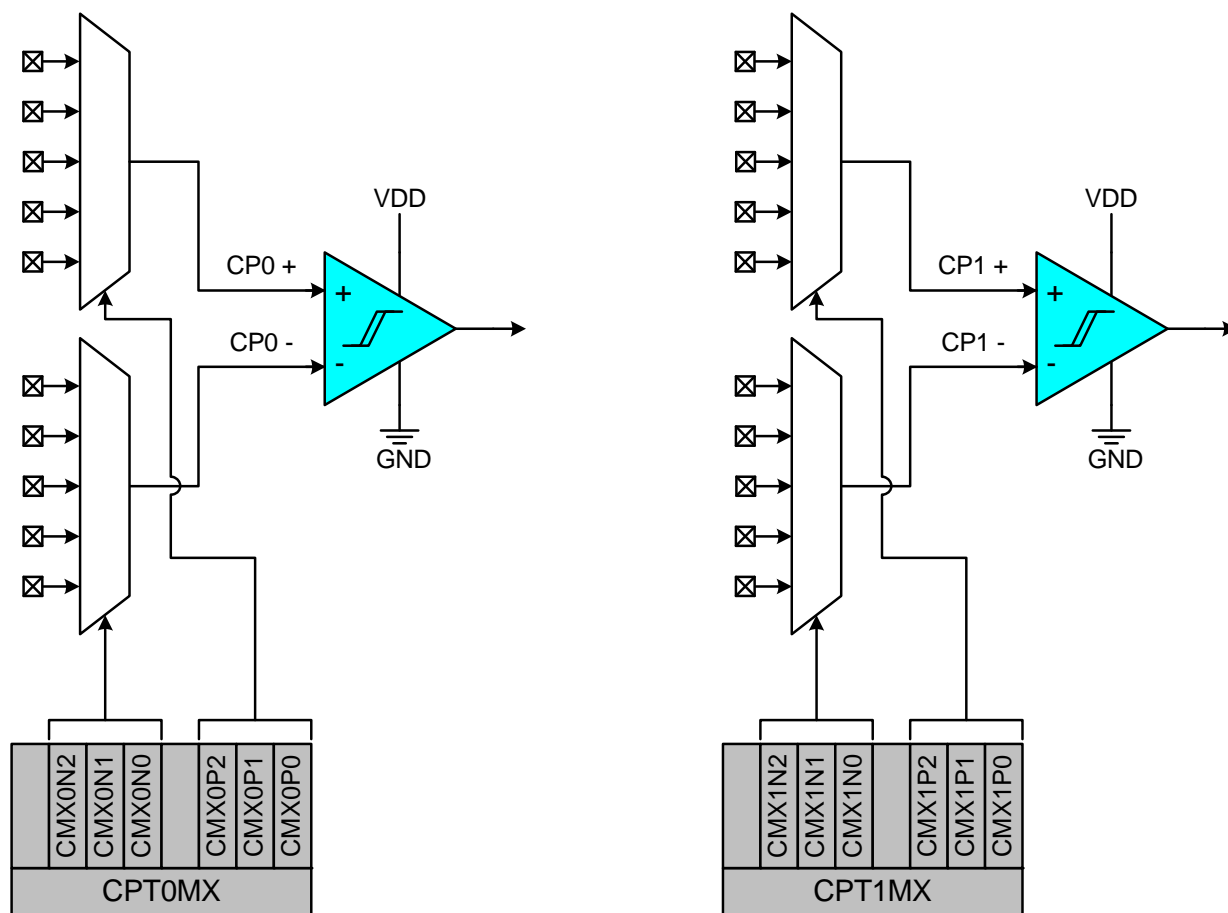 VDD
CP0 +
+
CP0 -
-
GND
CMX0N2
CMX0N1
CMX0N0
CMX0P2
CMX0P1
CMX0P0
CPT0MX
VDD
CP1 +
+
CP1 -
-
GND
CMX1N2
CMX1N1
CMX1N0
CMX1P2
CMX1P1
CMX1P0
CPT1MX